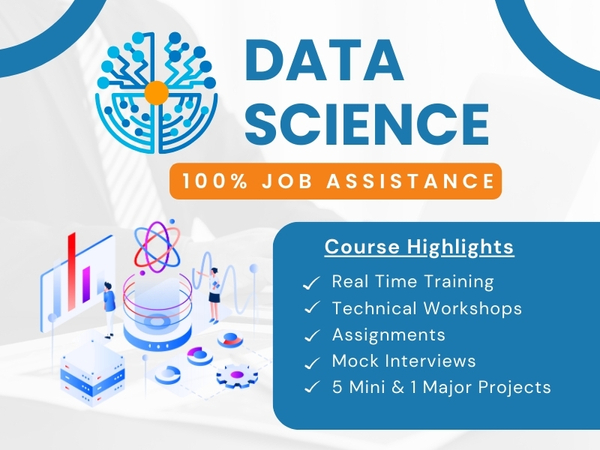 DATA
SCIENCE
100% JOB ASSISTANCE
Course Highlights
Real Time Training
Technical Workshops
Assignments
Mock Interviews
5 Mini & 1 Major Projects